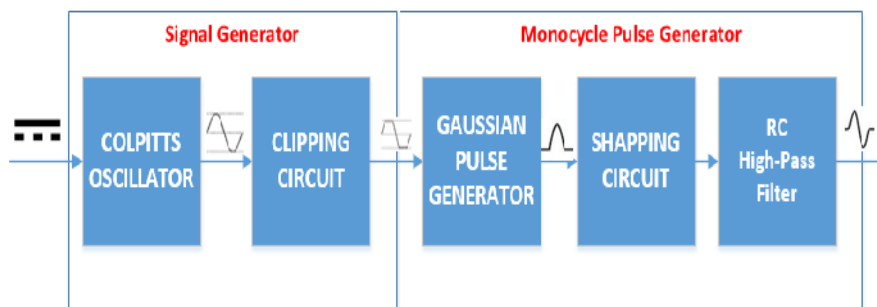 Signal Generator
Monocycle Pulse Generator
COLPITTS
OSCILLATOR
CLIPPING
CIRCUIT
GAUSSIAN
PULSE
GENERATOR
SHAPPING
CIRCUIT
RC
High-Pass
Filter